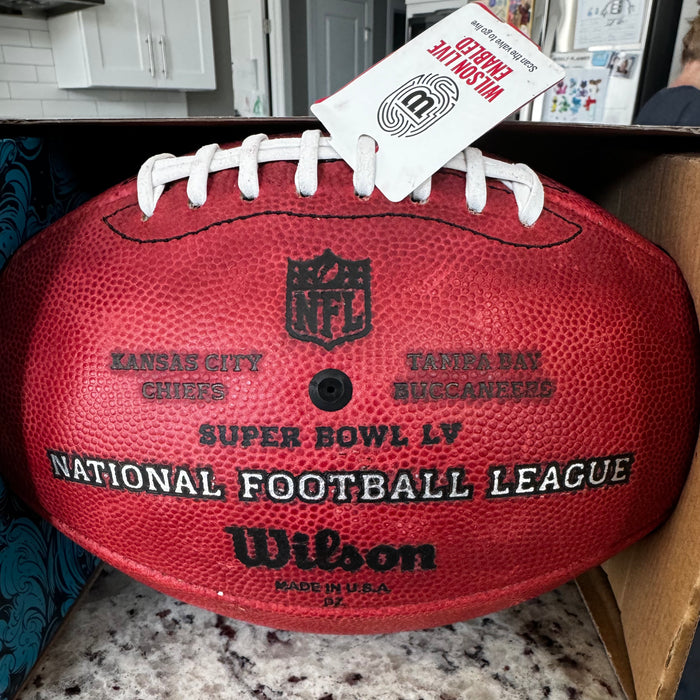 WILSON LIVE
ENABLED
Scan the valve to go live
W
NFL
KANSAS CITY
CHIEFS
TAMPA BAY
BUCCANEERS
SUPER BOWL LV
NATIONAL FOOTBALL LEAGUE
Wilson
MADE IN U.S.A.
DZ